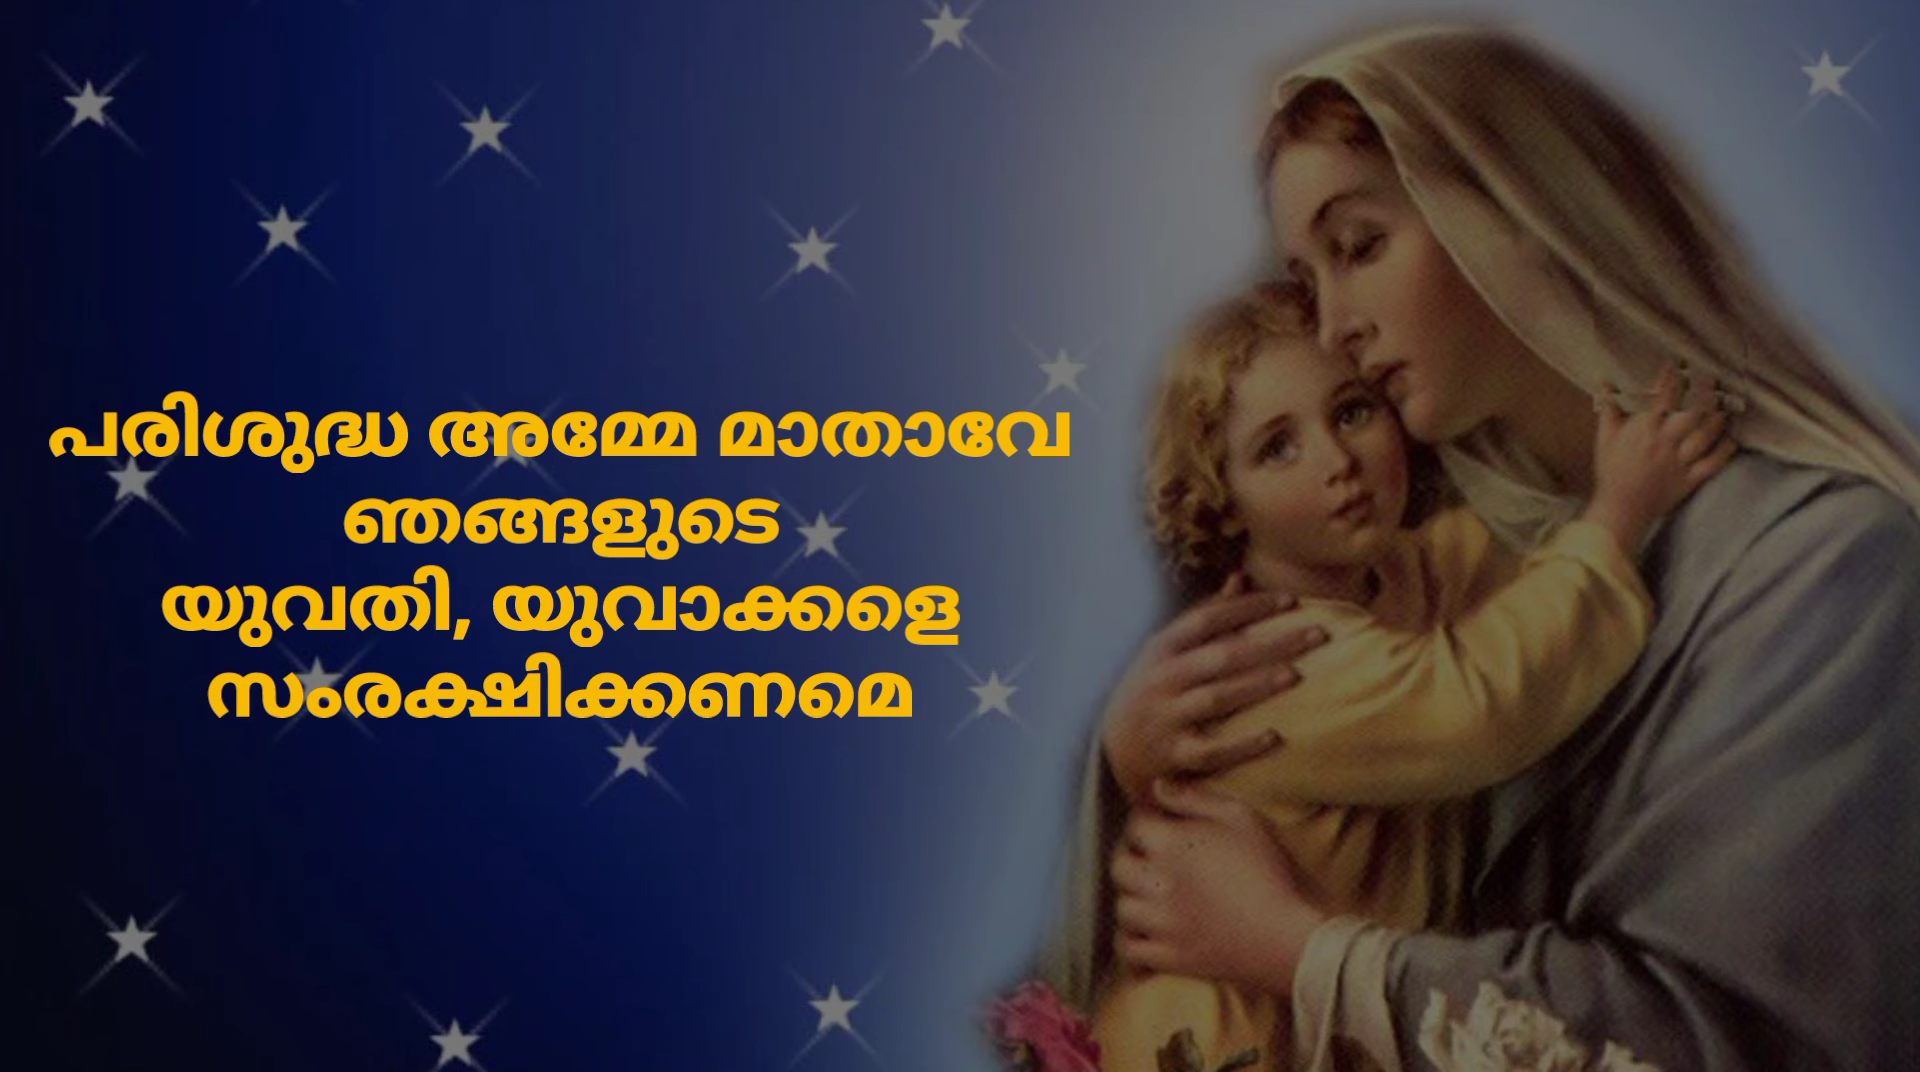 പരിശുദ്ധ അമ്മേ മാതാവേ
ഞങ്ങളുടെ
യുവതി, യുവാക്കളെ
സംരക്ഷിക്കണമെ